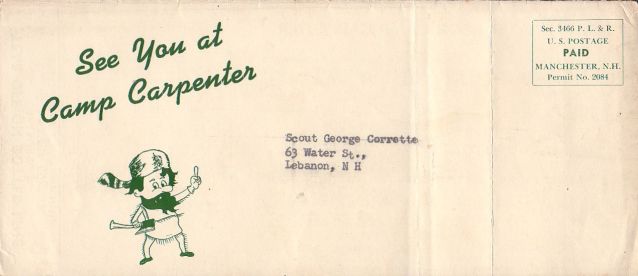 See You at
Camp Carpenter
Sec. 3466 P. L. & R.
U. S. POSTAGE
PAID
MANCHESTER, N.H.
Permit No. 2084
Scout George Corrette
63 Water St.,
Lebanon, N H